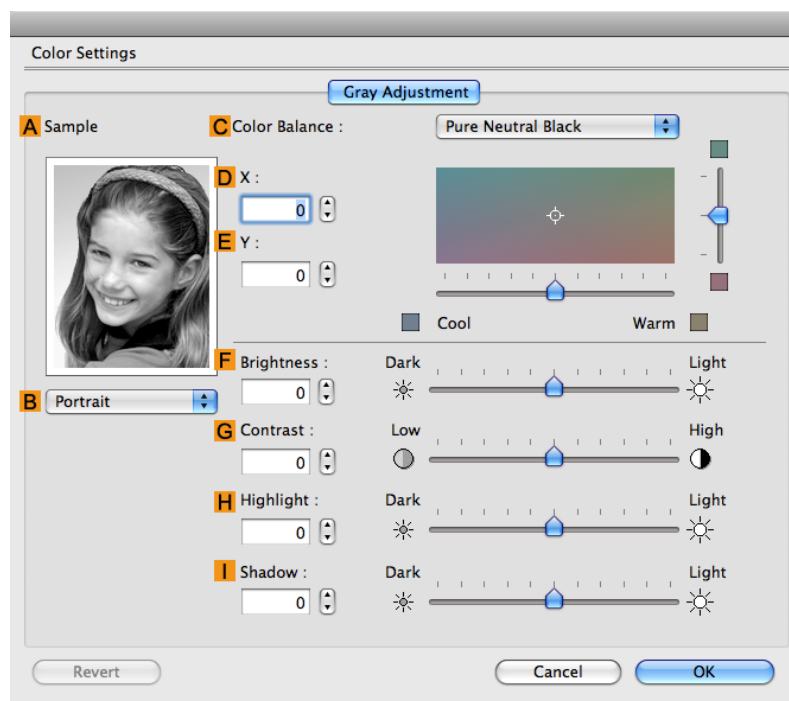 Color Settings
Gray Adjustment
A Sample
C Color Balance :
Pure Neutral Black
D X :
0
E Y :
0
Cool
Warm
F Brightness :
Dark
Light
0
B Portrait
G Contrast :
Low
High
0
H Highlight :
Dark
Light
0
I Shadow :
Dark
Light
0
Revert
Cancel
OK